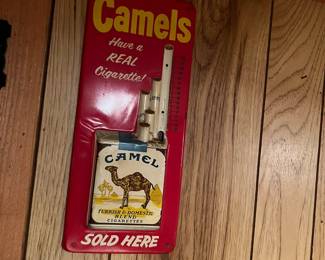 Camels
Have a
REAL
Cigarette!
CAMEL
TURKISH & DOMESTIC
BLEND
CIGARETTES
SOLD HERE